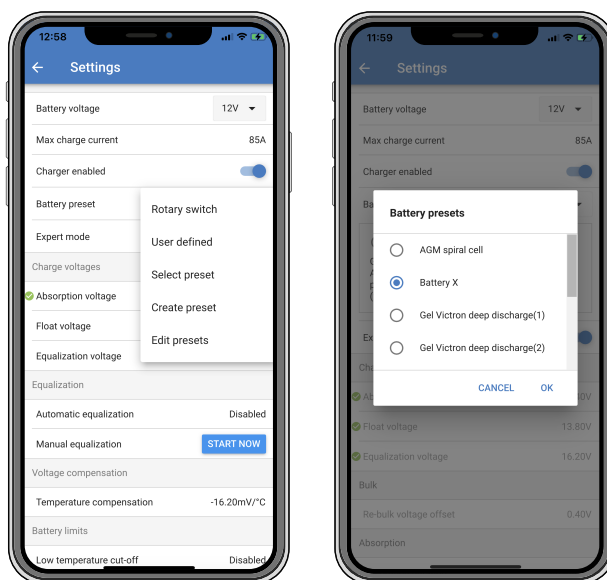 12:58
Settings
Battery voltage 12V
Max charge current 85A
Charger enabled
Battery preset
Rotary switch
Expert mode
User defined
Charge voltages
Select preset
Absorption voltage
Create preset
Float voltage
Edit presets
Equalization voltage
Equalization
Automatic equalization Disabled
Manual equalization START NOW
Voltage compensation
Temperature compensation -16.20mV/°C
Battery limits
Low temperature cut-off Disabled
11:59
Settings
Battery voltage 12V
Max charge current 85A
Charger enabled
Ba
Battery presets
AGM spiral cell
Battery X
Gel Victron deep discharge(1)
Ex
Gel Victron deep discharge(2)
Cha
CANCEL OK
Ab
Float voltage 13.80V
Equalization voltage 16.20V
Bulk
Re-bulk voltage offset 0.40V
Absorption